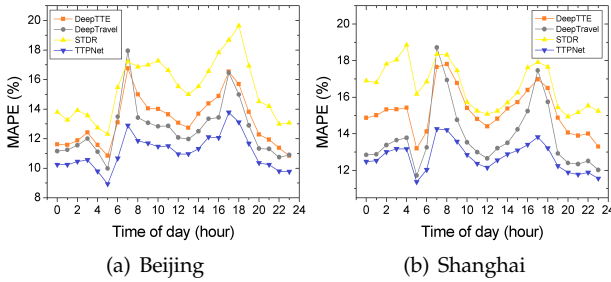 20
18
16
14
12
10
8
MAPE (%)
DeepTTE
DeepTravel
STDR
TTPNet
0 2 4 6 8 10 12 14 16 18 20 22 24
Time of day (hour)
(a) Beijing
20
18
16
14
12
MAPE (%)
DeepTTE
DeepTravel
STDR
TTPNet
0 2 4 6 8 10 12 14 16 18 20 22 24
Time of day (hour)
(b) Shanghai